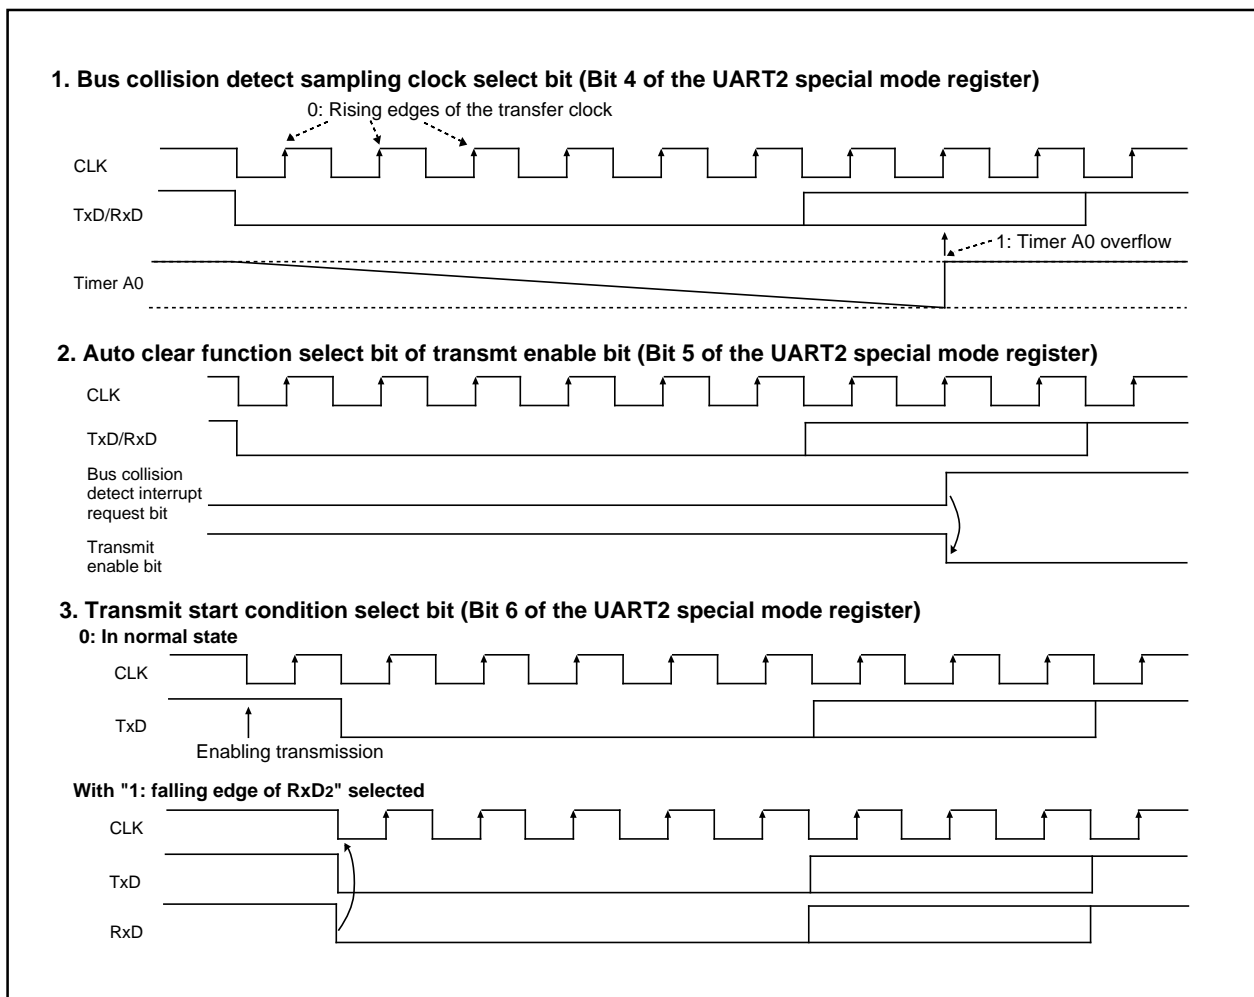 1. Bus collision detect sampling clock select bit (Bit 4 of the UART2 special mode register)
0: Rising edges of the transfer clock
CLK
TxD/RxD
1: Timer A0 overflow
Timer A0
2. Auto clear function select bit of transmt enable bit (Bit 5 of the UART2 special mode register)
CLK
TxD/RxD
Bus collision
detect interrupt
request bit
Transmit
enable bit
3. Transmit start condition select bit (Bit 6 of the UART2 special mode register)
0: In normal state
CLK
TxD
Enabling transmission
With "1: falling edge of RxD2" selected
CLK
TxD
RxD